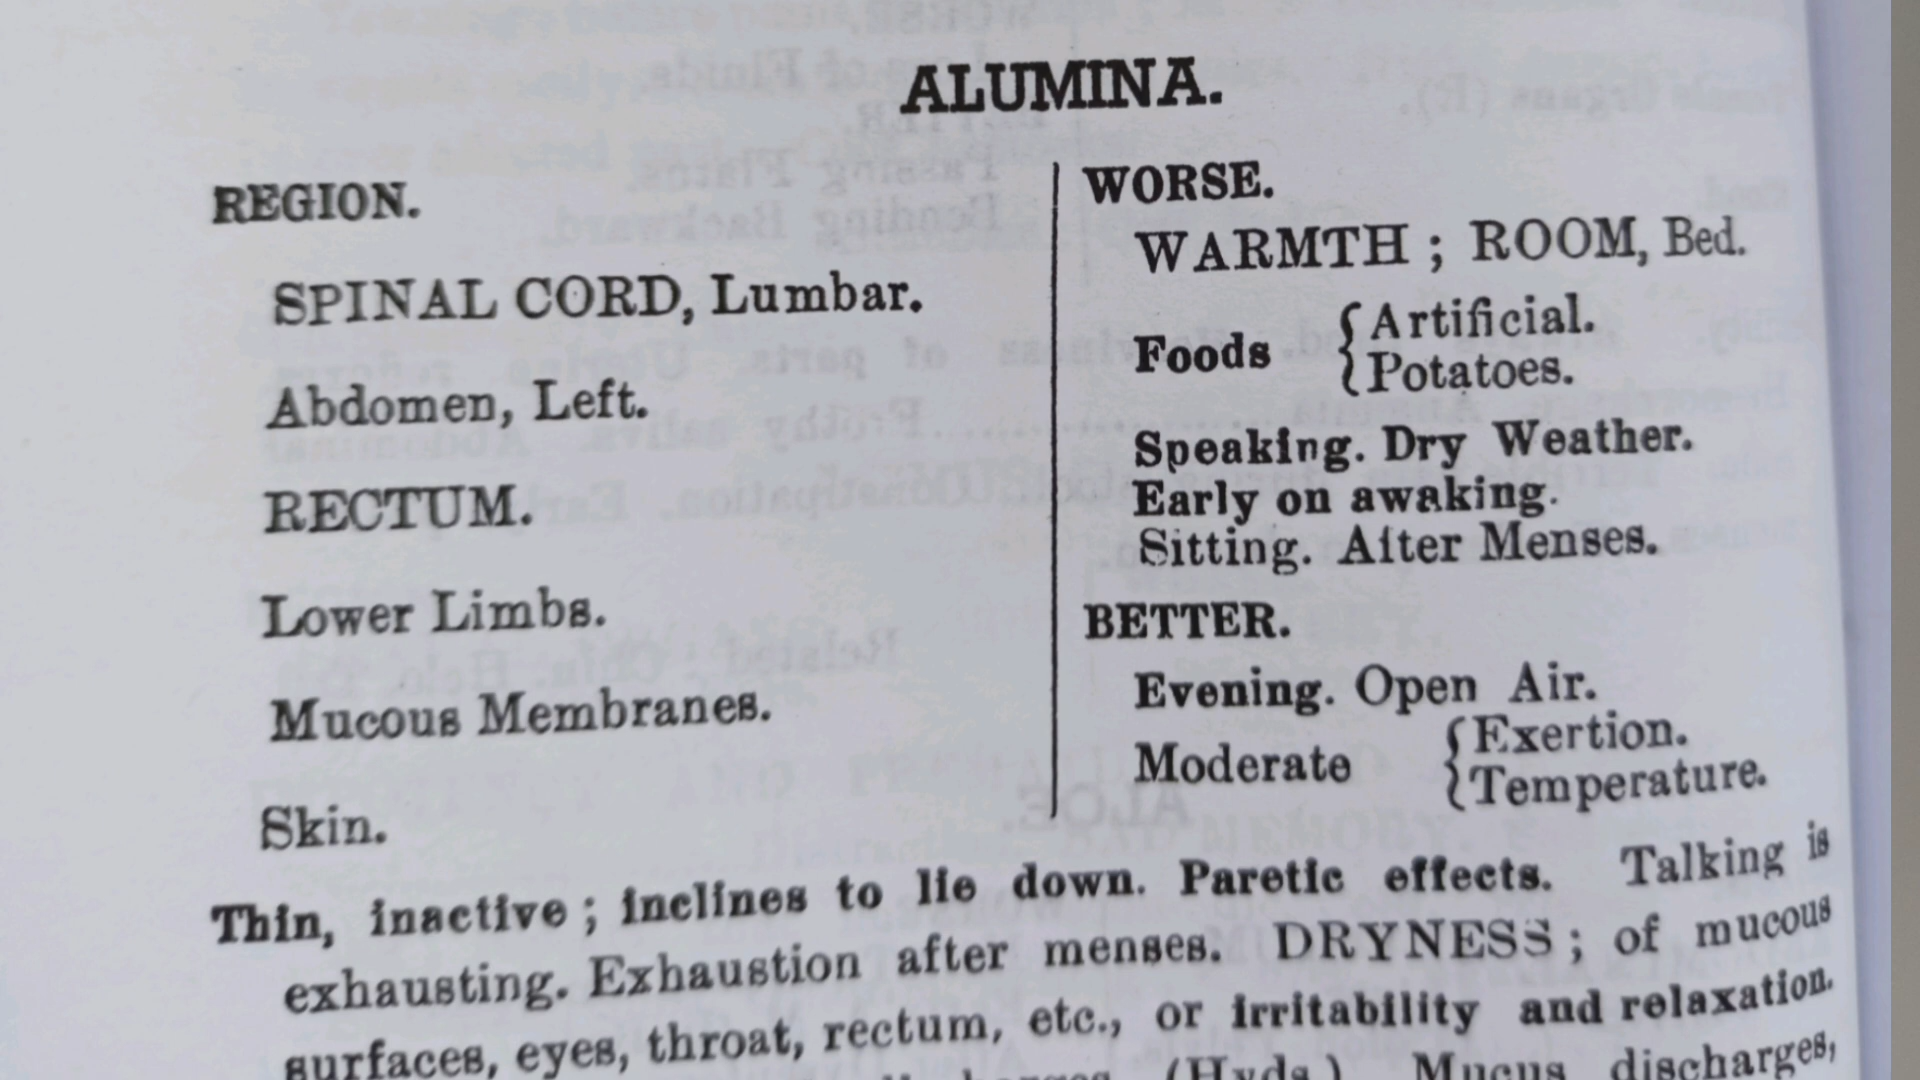 ALUMINA.
REGION.
SPINAL CORD, Lumbar.
Abdomen, Left.
RECTUM.
Lower Limbs.
Mucous Membranes.
Skin.
WORSE.
WARMTH ; ROOM, Bed.
Foods { Artificial.
Potatoes.
Speaking. Dry Weather.
Early on awaking.
Sitting. After Menses.
BETTER.
Evening. Open Air.
Moderate { Exertion.
Temperature.
Thin, inactive ; inclines to lie down. Paretic effects. Talking is
exhausting. Exhaustion after menses. DRYNESS ; of mucous
surfaces, eyes, throat, rectum, etc., or irritability and relaxation.
(Hyds.) Mucus discharges,